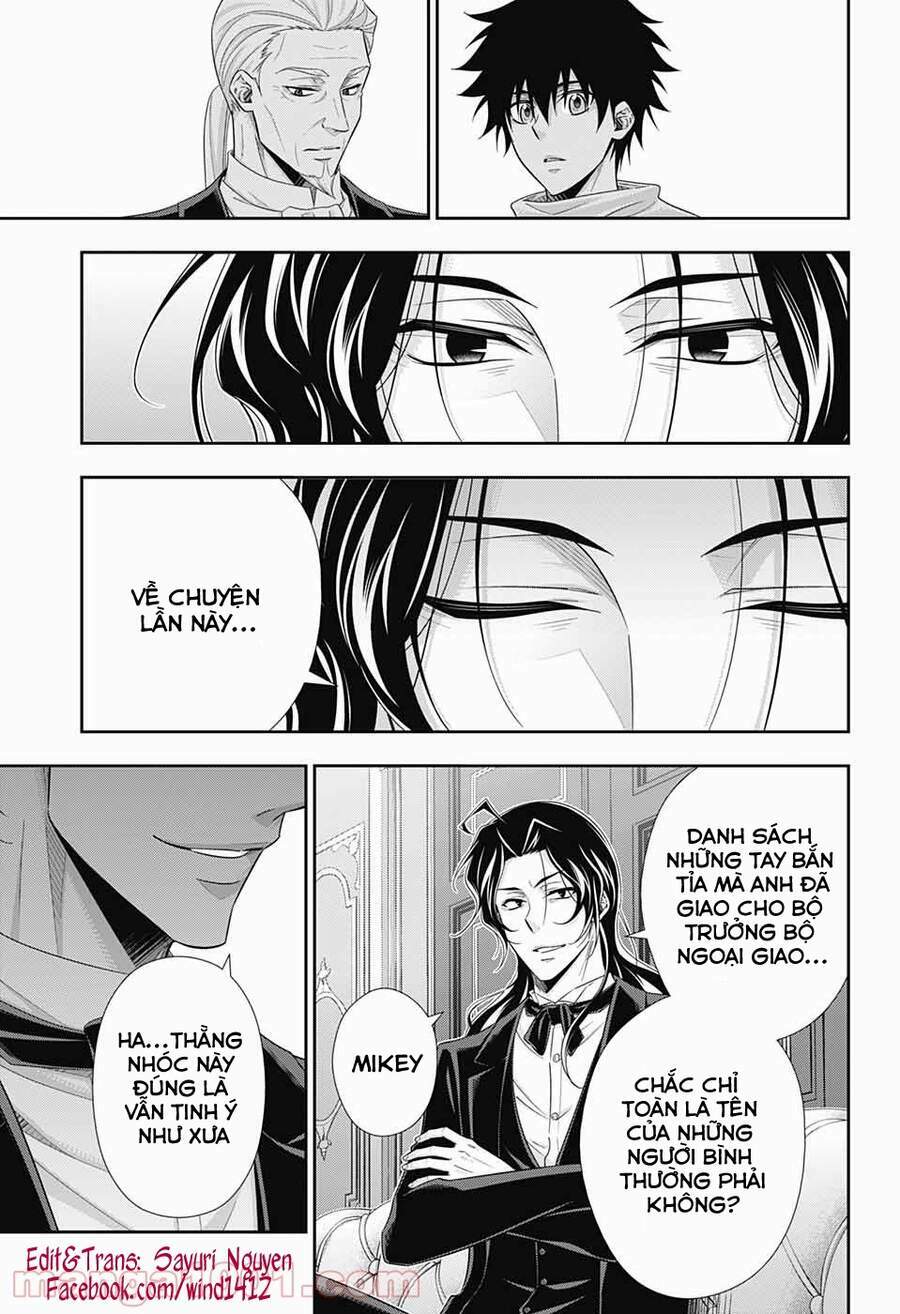 VỀ CHUYỆN
LẦN NÀY...
DANH SÁCH
NHỮNG TAY BẮN
TỈA MÀ ANH ĐÃ
GIAO CHO BỘ
TRƯỞNG BỘ
NGOẠI GIAO...
CHẮC CHỈ
TOÀN LÀ TÊN
CỦA NHỮNG
NGƯỜI BÌNH
THƯỜNG PHẢI
KHÔNG?
MIKEY
HA...THẰNG
NHÓC NÀY
ĐÚNG LÀ
VẪN TINH Ý
NHƯ XƯA
Edit&Trans: Sayuri Nguyen
Facebook.com/wind1412